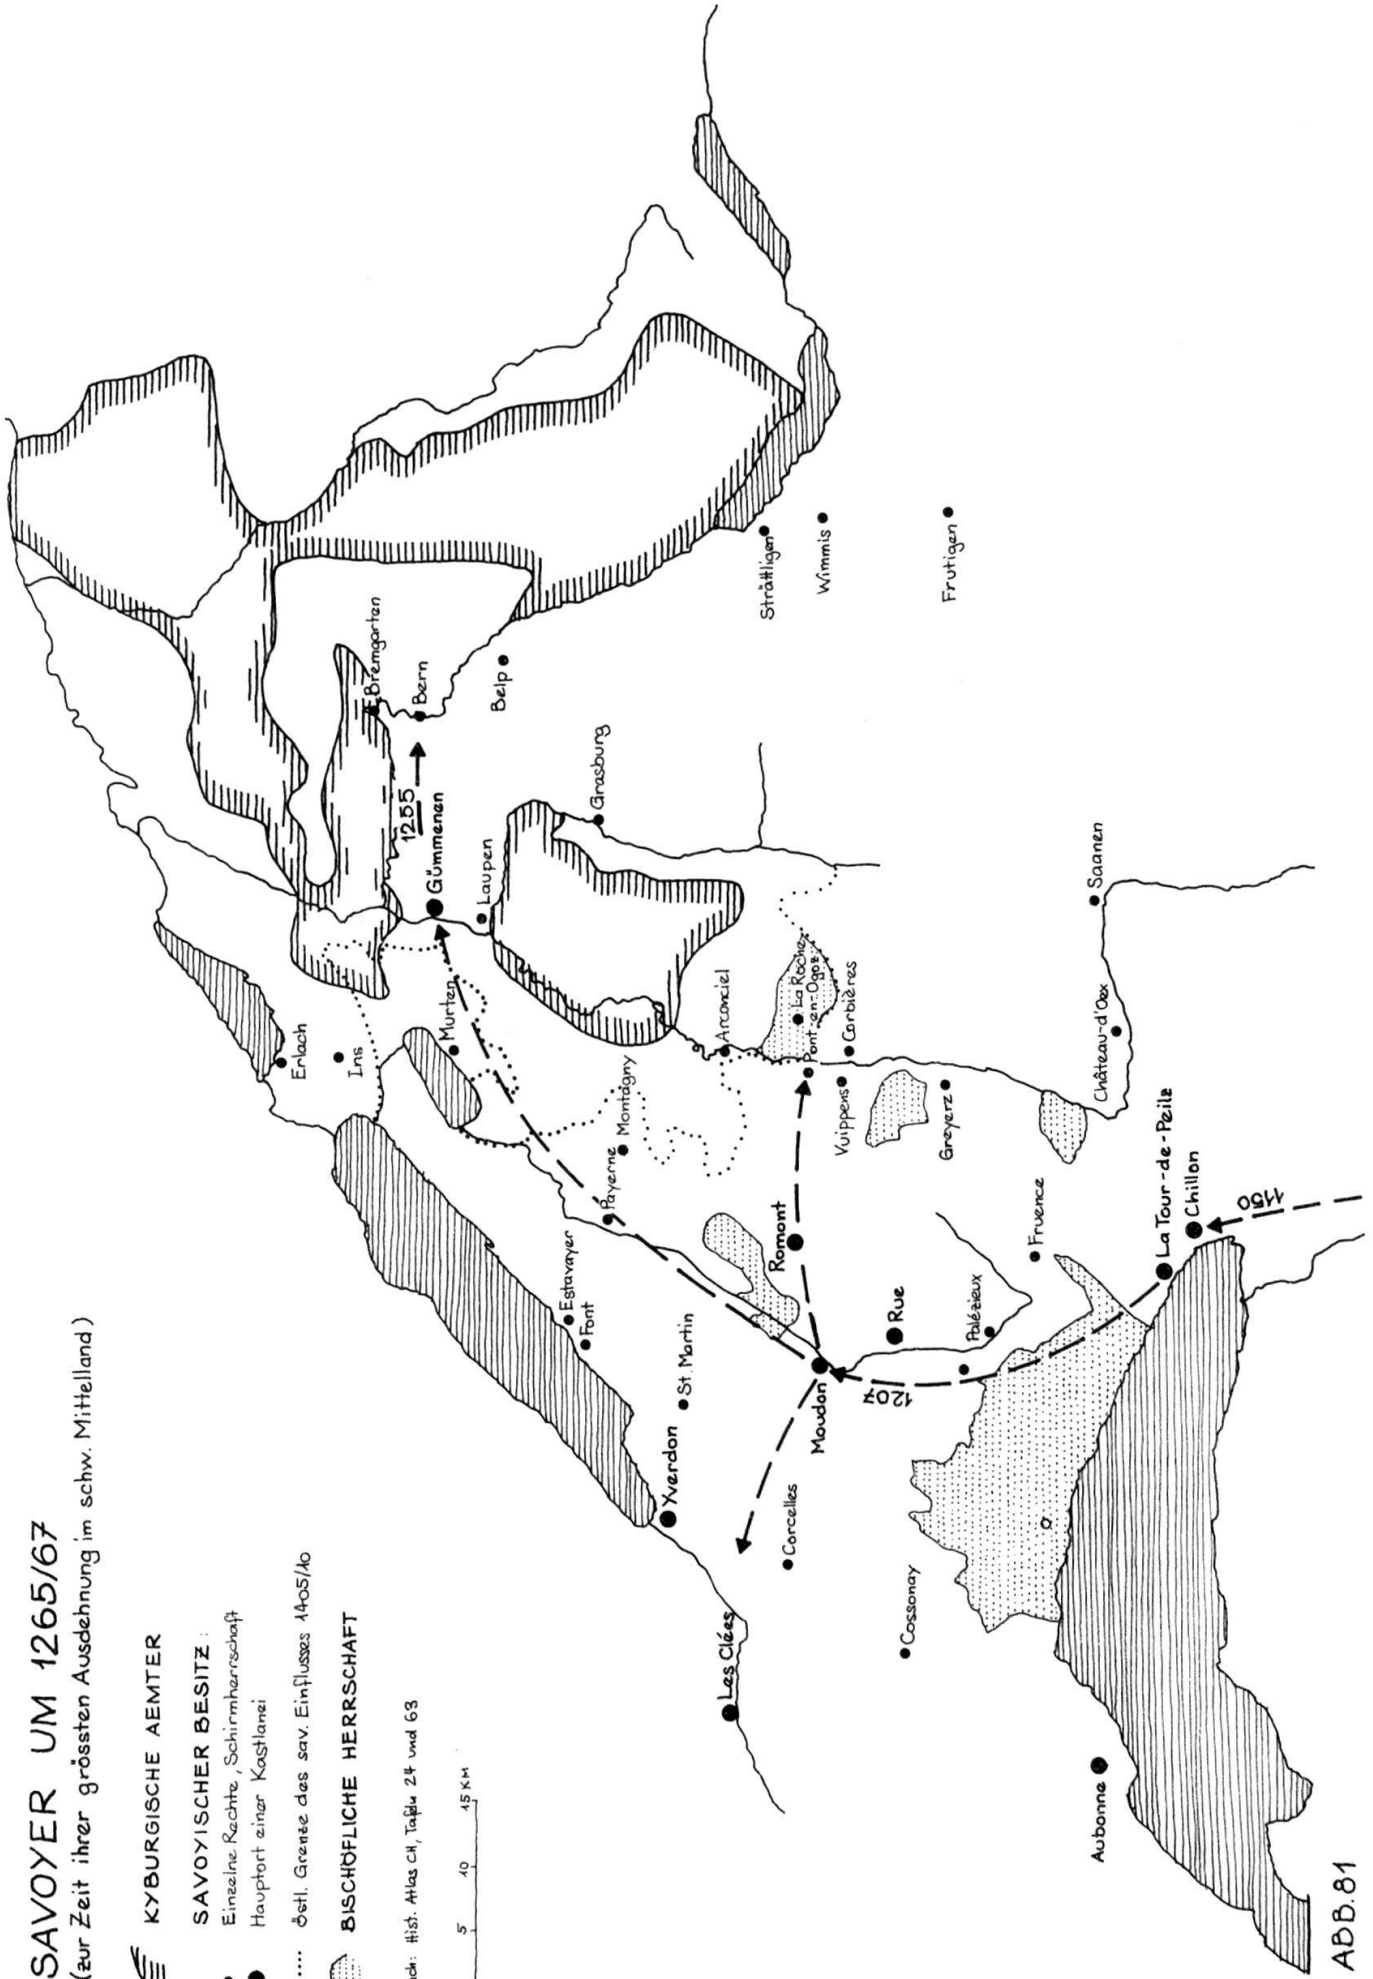 SAVOYER UM 1265/67
(zur Zeit ihrer grössten Ausdehnung im schw. Mittelland)
KYBURGISCHE AEMTER
SAVOYISCHER BESITZ:
Einzelne Rechte, Schirmherrschaft
Hauptort einer Kastlanei
östl. Grenze des sav. Einflusses 1405/10
BISCHÖFLICHE HERRSCHAFT
ch: Hist. Atlas CH, Tafeln 24 und 63
5 10 15 KM
Erlach
Ins
Murten
Bremgarten
Bern
1255
Gümmenen
Laupen
Belp
Grasburg
Strättligen
Wimmis
Frutigen
Montagny
Payerne
Estavayer
Font
St. Martin
Yverdon
Arconciel
La Roche
Pont-en-Ogoz
Corbières
Vuippens
Greyerz
Saanen
Château-d'Oex
Romont
Rue
Moudon
1207
Palézieux
Fruence
La Tour-de-Peilz
Chillon
1150
Corcelles
Les Clées
Cossonay
Aubonne
ABB.81